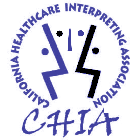 CALIFORNIA HEALTHCARE INTERPRETING ASSOCIATION
CHIA